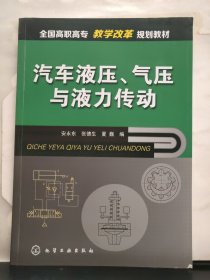 全国高职高专 教学改革 规划教材
汽车液压、气压
与液力传动
安永东 张德生 夏巍 编
QICHE YEYA QIYA YU YELI CHUANDONG
化学工业出版社